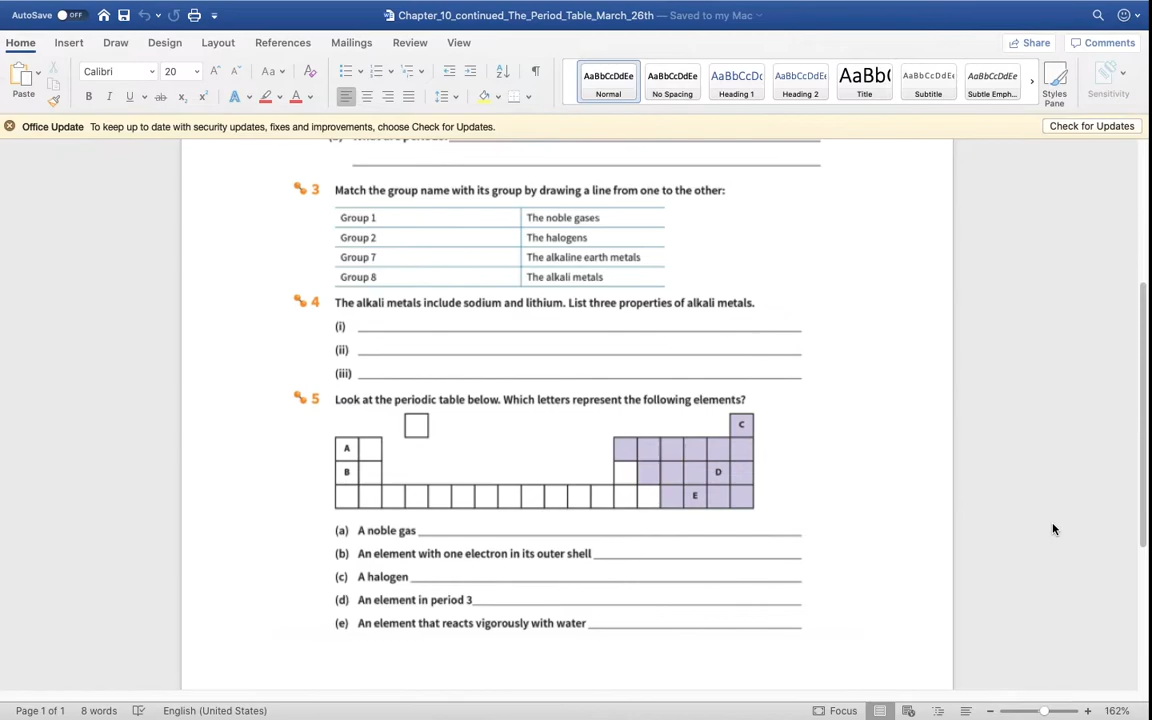 AutoSave OFF
Chapter_10_continued_The_Period_Table_March_26th — Saved to my Mac
Home Insert Draw Design Layout References Mailings Review View
Share Comments
Paste
Calibri 20
AaBbCcDdEe Normal
AaBbCcDdEe No Spacing
AaBbCcDc Heading 1
AaBbCcDdEe Heading 2
AaBb( Title
AaBbCcDdEe Subtitle
AaBbCcDdEe Subtle Emph...
Styles Pane
Sensitivity
Office Update To keep up to date with security updates, fixes and improvements, choose Check for Updates.
Check for Updates
3 Match the group name with its group by drawing a line from one to the other:
Group 1 The noble gases
Group 2 The halogens
Group 7 The alkaline earth metals
Group 8 The alkali metals
4 The alkali metals include sodium and lithium. List three properties of alkali metals.
(i)
(ii)
(iii)
5 Look at the periodic table below. Which letters represent the following elements?
C
A
B D
E
(a) A noble gas
(b) An element with one electron in its outer shell
(c) A halogen
(d) An element in period 3
(e) An element that reacts vigorously with water
Page 1 of 1 8 words English (United States)
Focus 162%